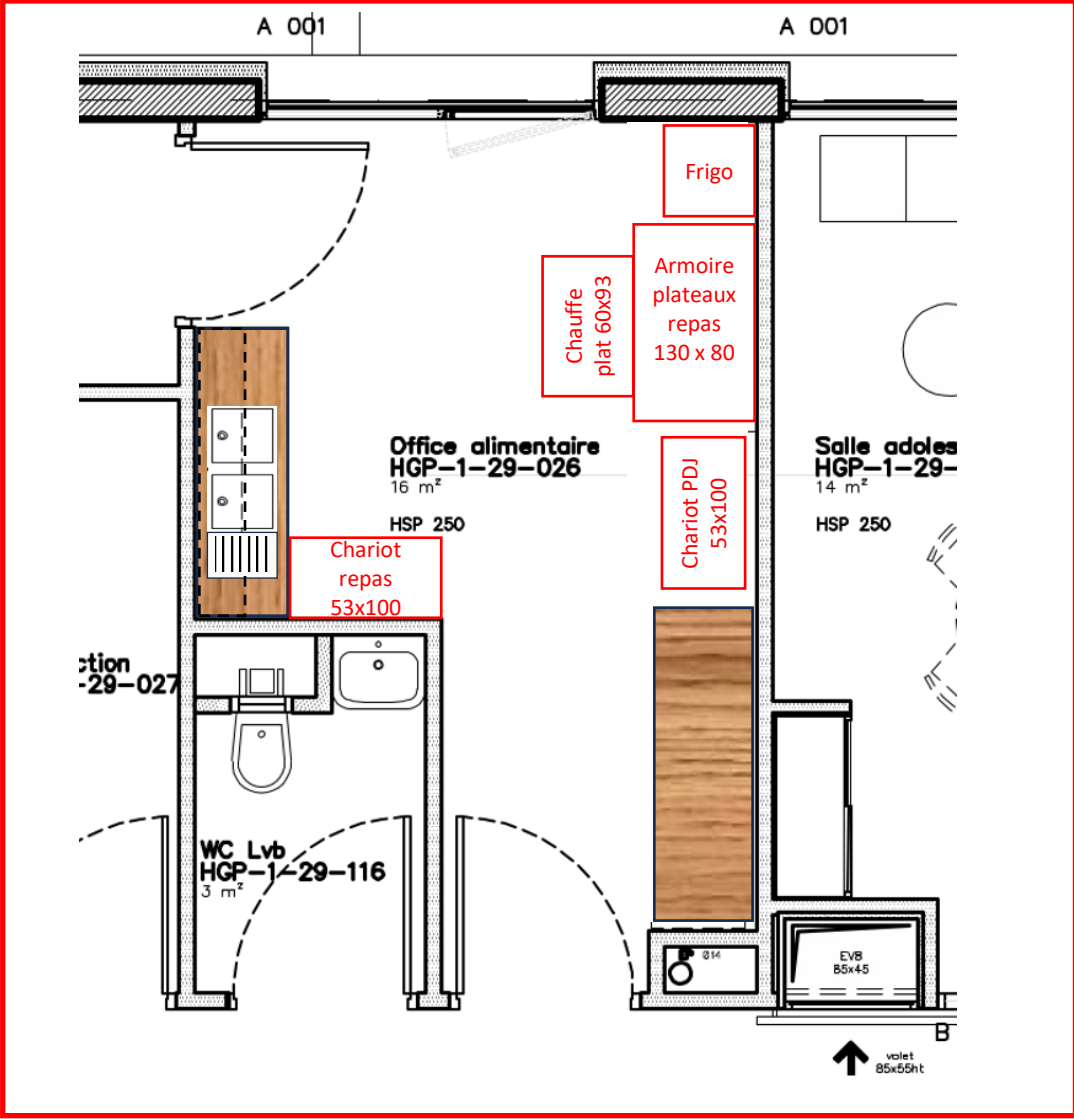 A 001
A 001
Frigo
Armoire
plateaux
repas
130 x 80
Chauffe
plat 60x93
Office alimentaire
HGP-1-29-026
16 m²
HSP 250
Salle adoles
HGP-1-29-
14 m²
HSP 250
Chariot PDJ
53x100
Chariot
repas
53x100
ction
-29-027
WC Lvb
HGP-1-29-116
3 m²
Ø14
EVB
85x45
B
volet
85x55ht